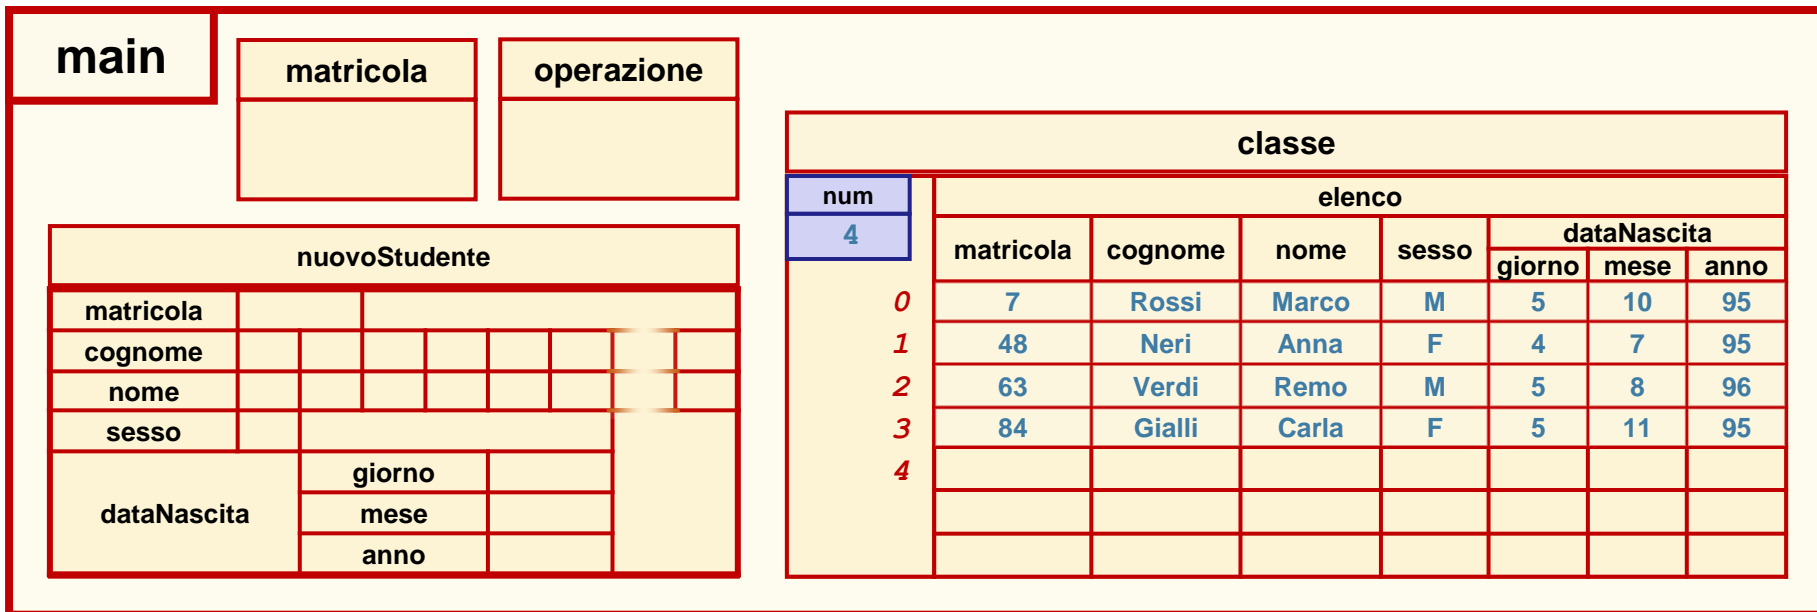 main
matricola
operazione
nuovoStudente
matricola
cognome
nome
sesso
dataNascita
giorno
mese
anno
classe
num
4
elenco
matricola cognome nome sesso dataNascita
giorno mese anno
0 7 Rossi Marco M 5 10 95
1 48 Neri Anna F 4 7 95
2 63 Verdi Remo M 5 8 96
3 84 Gialli Carla F 5 11 95
4